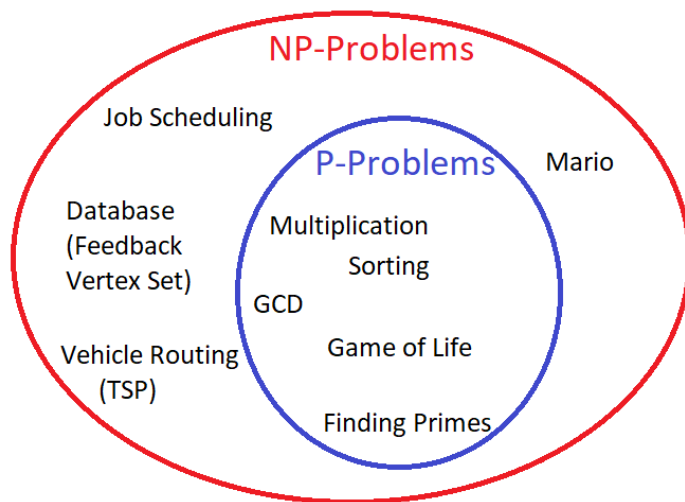 NP-Problems
Job Scheduling
P-Problems
Mario
Database
(Feedback
Vertex Set)
Multiplication
Sorting
GCD
Vehicle Routing
(TSP)
Game of Life
Finding Primes